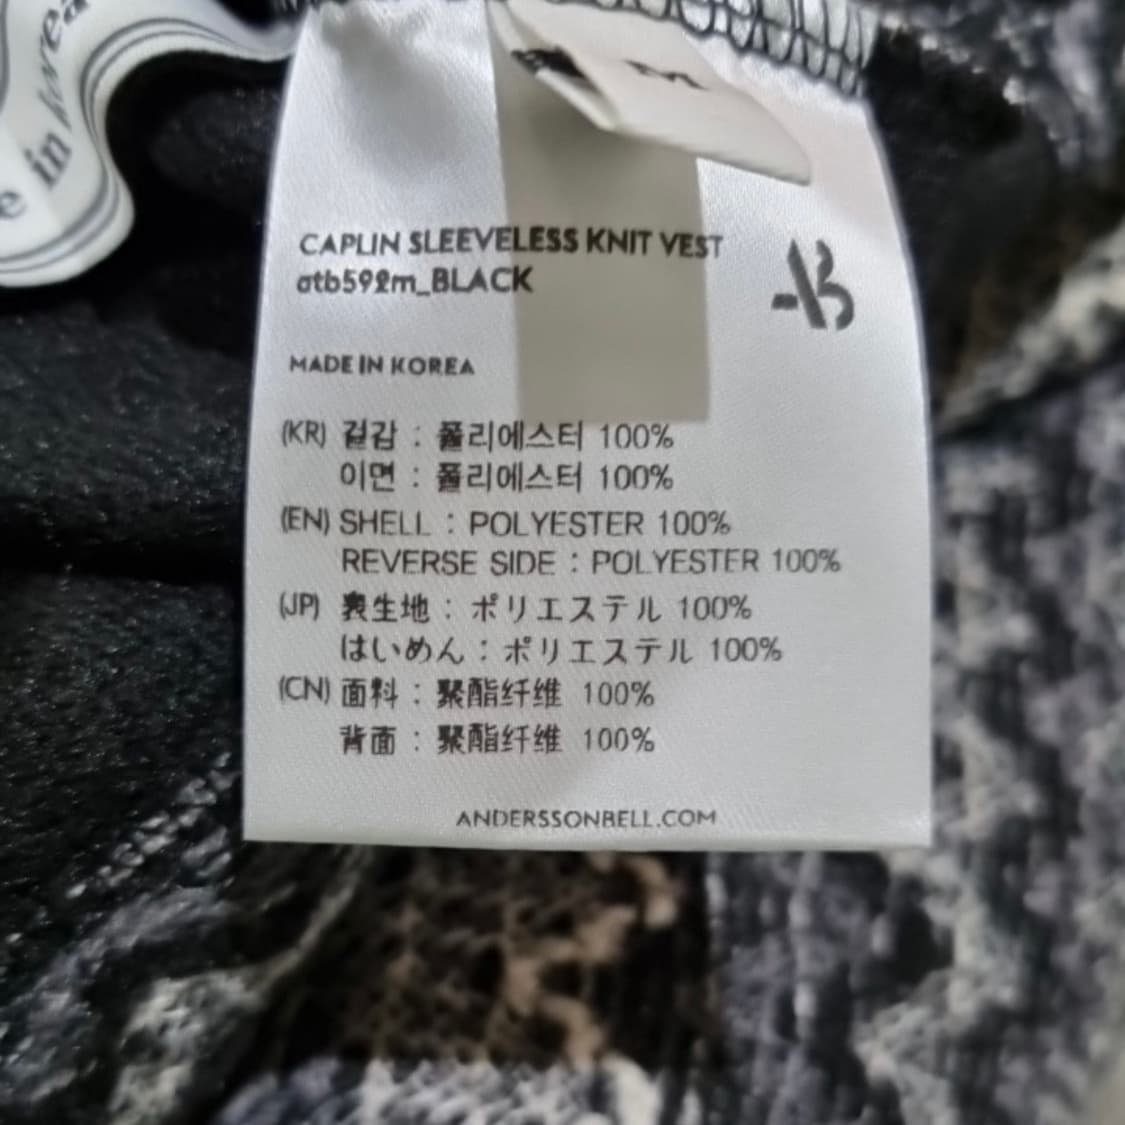 e in Korea
M
CAPLIN SLEEVELESS KNIT VEST
atb592m_BLACK
MADE IN KOREA
(KR) 겉감 : 폴리에스터 100%
이면 : 폴리에스터 100%
(EN) SHELL : POLYESTER 100%
REVERSE SIDE : POLYESTER 100%
(JP) 表生地 : ポリエステル 100%
はいめん : ポリエステル 100%
(CN) 面料 : 聚酯纤维 100%
背面 : 聚酯纤维 100%
ANDERSSONBELL.COM